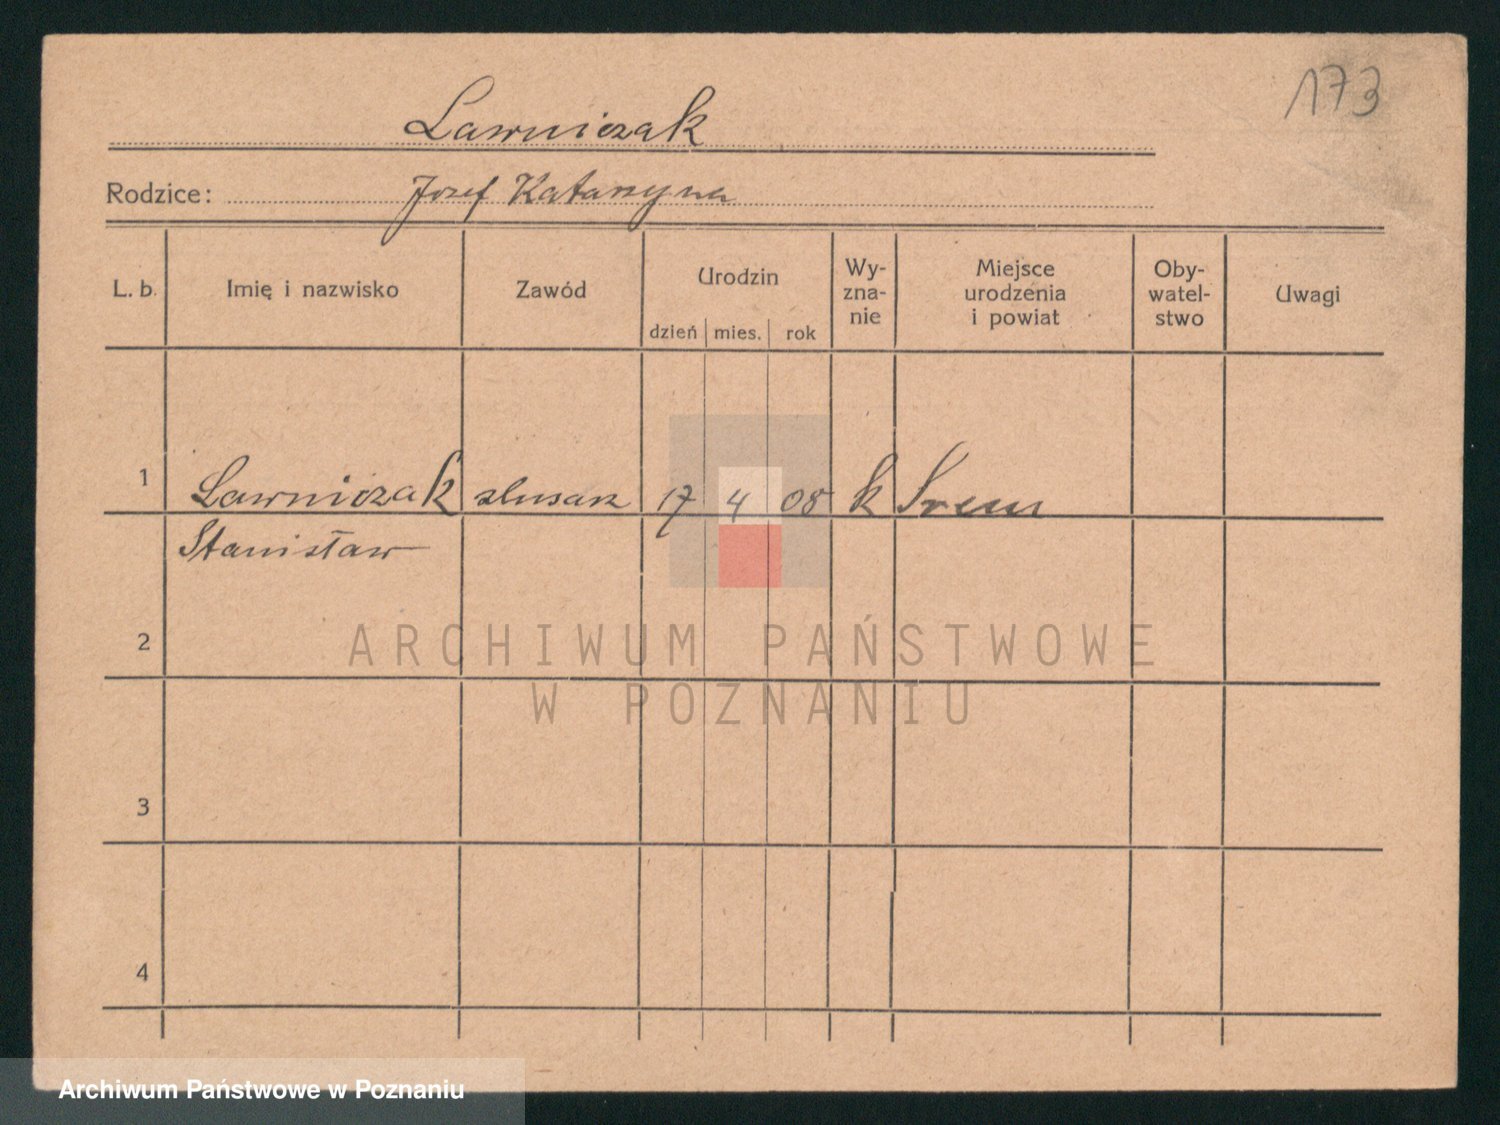 173
Ławniczak
Rodzice: Józef Katarzyna
L. b. Imię i nazwisko Zawód Urodzin Wy-zna-nie Miejsce urodzenia i powiat Oby-watel-stwo Uwagi
dzień mies. rok
1 Ławniczak ślusarz 17 4 08 k Śrem
Stanisław
2
ARCHIWUM PAŃSTWOWE
W POZNANIU
3
4
Archiwum Państwowe w Poznaniu